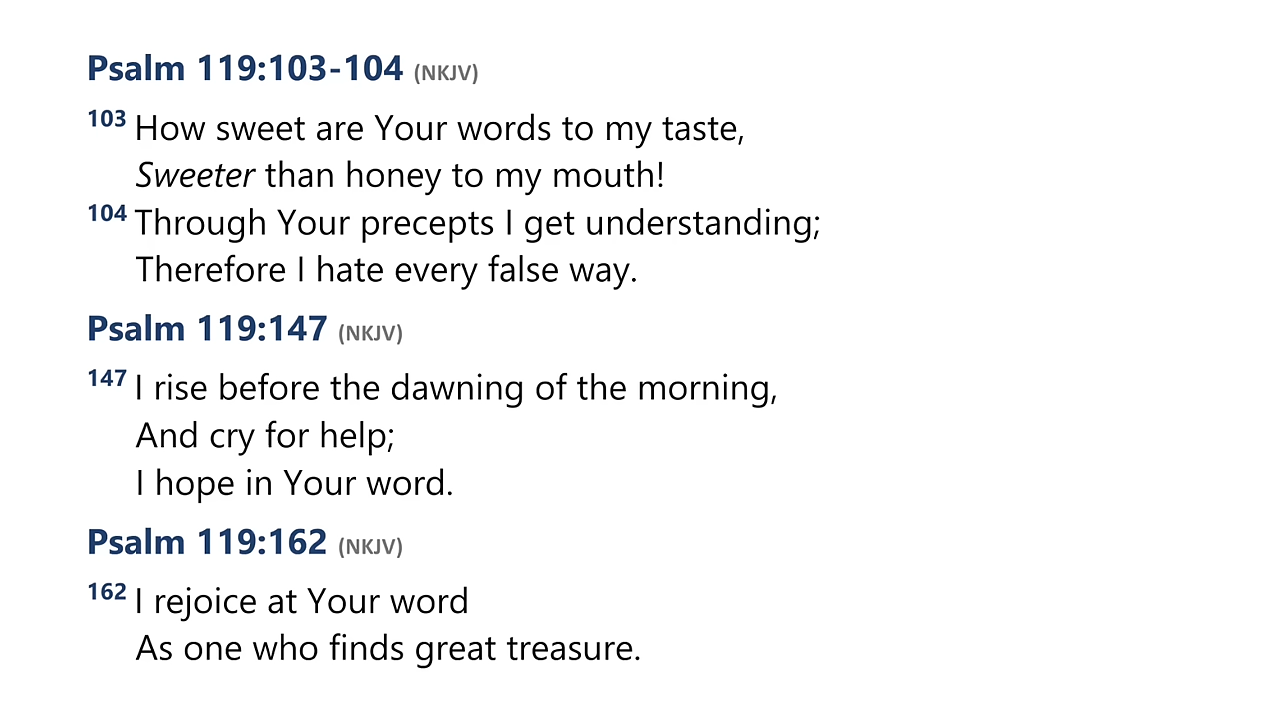 Psalm 119:103-104 (NKJV)
103 How sweet are Your words to my taste,
Sweeter than honey to my mouth!
104 Through Your precepts I get understanding;
Therefore I hate every false way.
Psalm 119:147 (NKJV)
147 I rise before the dawning of the morning,
And cry for help;
I hope in Your word.
Psalm 119:162 (NKJV)
162 I rejoice at Your word
As one who finds great treasure.